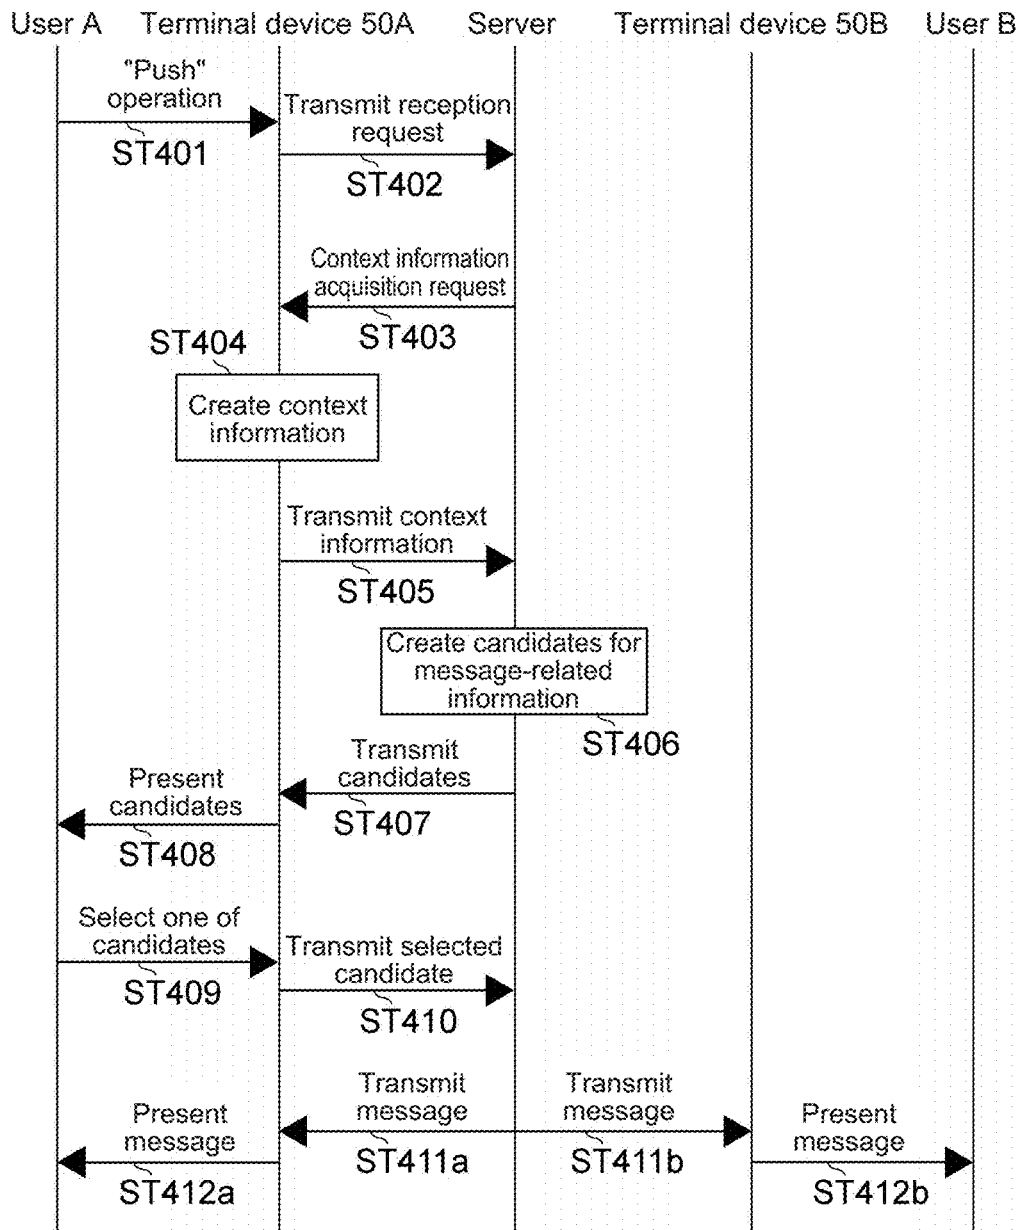 User A Terminal device 50A Server Terminal device 50B User B
"Push"
operation
ST401
Transmit reception
request
ST402
Context information
acquisition request
ST403
ST404
Create context
information
Transmit context
information
ST405
Create candidates for
message-related
information
ST406
Transmit
candidates
ST407
Present
candidates
ST408
Select one of
candidates
ST409
Transmit selected
candidate
ST410
Transmit
message
ST411a
Transmit
message
ST411b
Present
message
ST412a
Present
message
ST412b